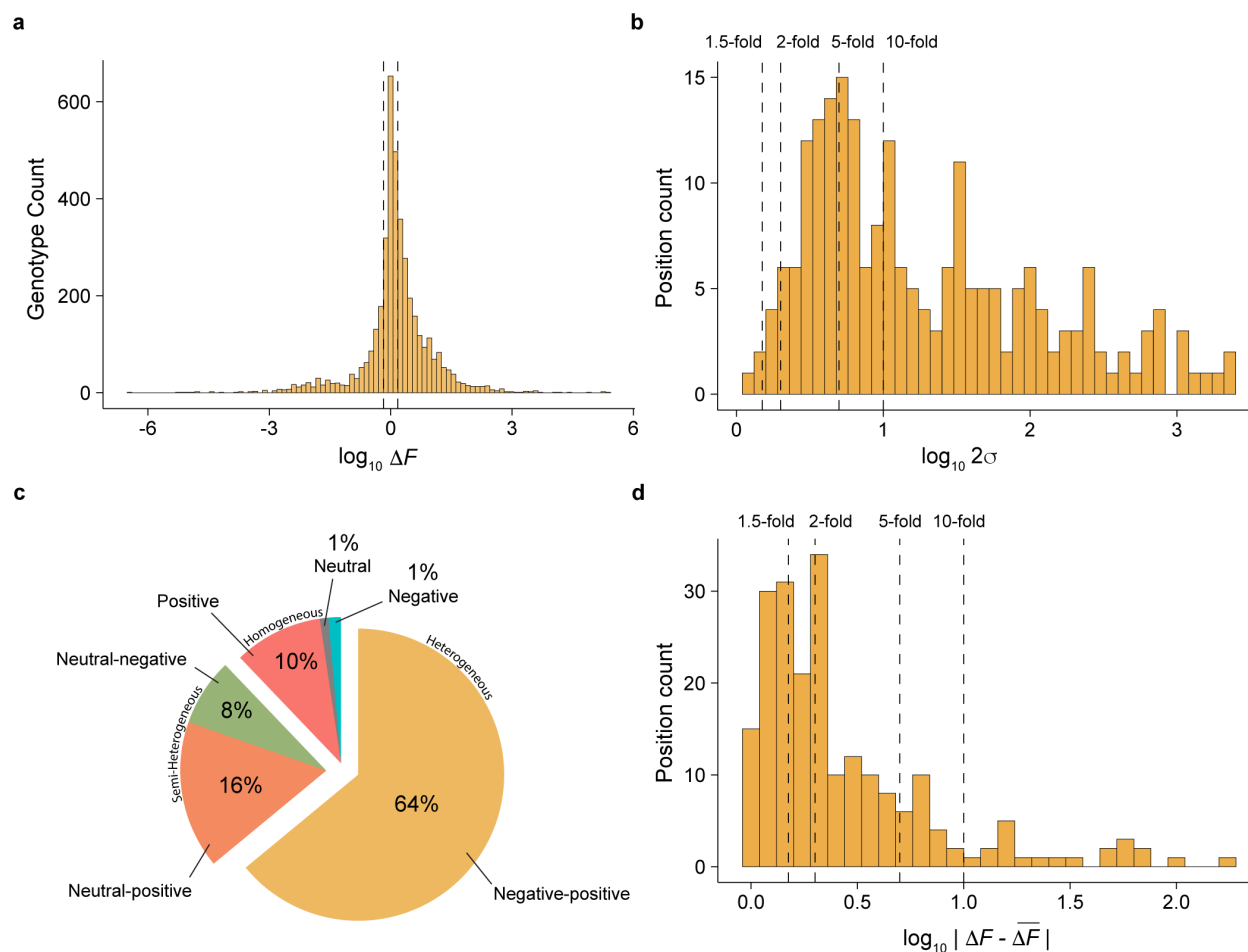 a
600
400
200
0
Genotype Count
-6
-3
0
3
6
log₁₀ ΔF
b
1.5-fold
2-fold
5-fold
10-fold
15
10
5
0
Position count
0
1
2
3
log₁₀ 2σ
c
1%
Neutral
1%
Negative
Positive
Homogeneous
Heterogeneous
Neutral-negative
10%
8%
Semi-Heterogeneous
16%
64%
Neutral-positive
Negative-positive
d
1.5-fold
2-fold
5-fold
10-fold
30
20
10
0
Position count
0.0
0.5
1.0
1.5
2.0
log₁₀ | ΔF - Δ̅F̅ |